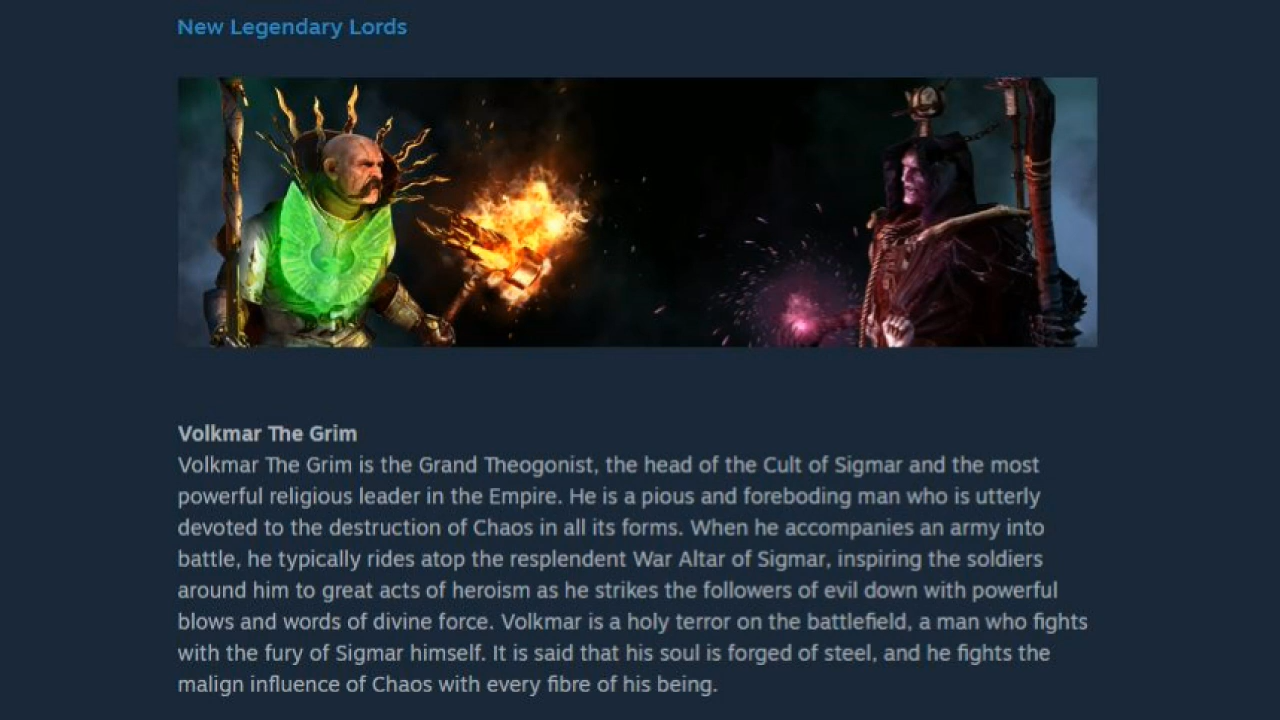 New Legendary Lords
Volkmar The Grim
Volkmar The Grim is the Grand Theogonist, the head of the Cult of Sigmar and the most
powerful religious leader in the Empire. He is a pious and foreboding man who is utterly
devoted to the destruction of Chaos in all its forms. When he accompanies an army into
battle, he typically rides atop the resplendent War Altar of Sigmar, inspiring the soldiers
around him to great acts of heroism as he strikes the followers of evil down with powerful
blows and words of divine force. Volkmar is a holy terror on the battlefield, a man who fights
with the fury of Sigmar himself. It is said that his soul is forged of steel, and he fights the
malign influence of Chaos with every fibre of his being.